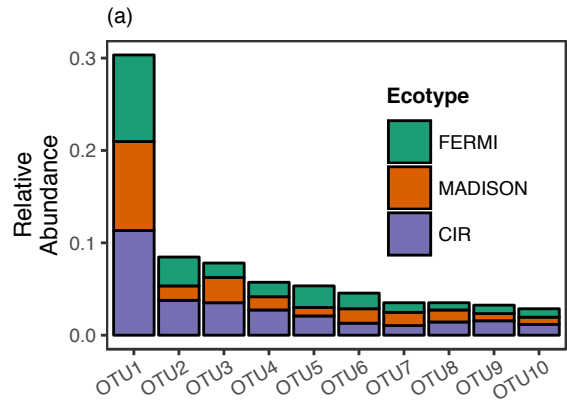 (a)
Relative
Abundance
0.3
0.2
0.1
0.0
Ecotype
FERMI
MADISON
CIR
OTU1
OTU2
OTU3
OTU4
OTU5
OTU6
OTU7
OTU8
OTU9
OTU10